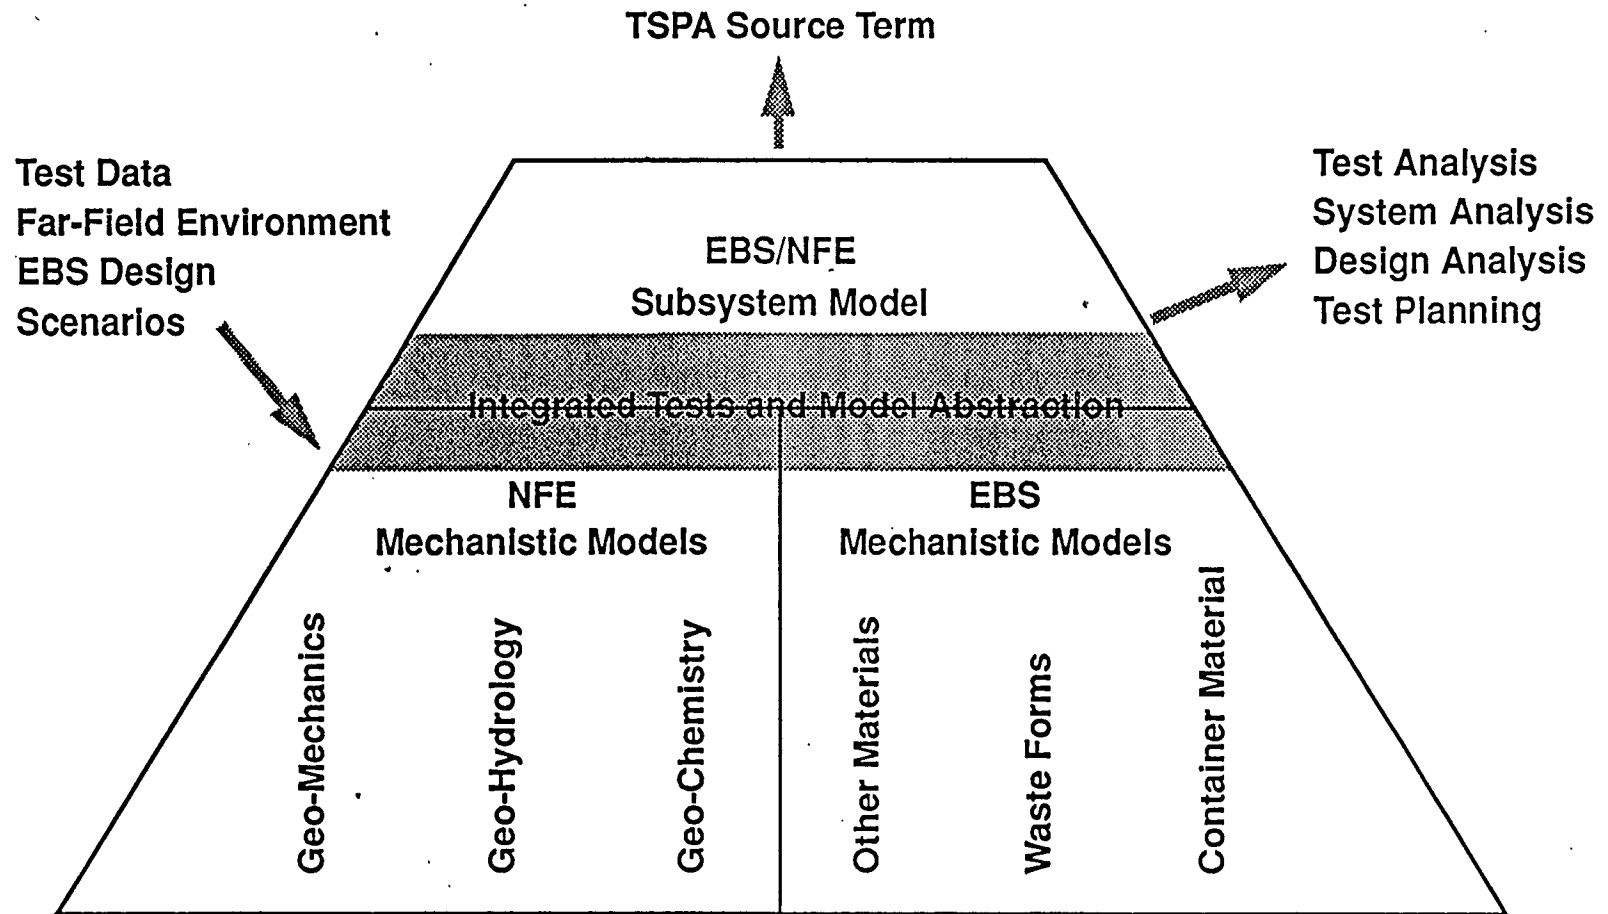 TSPA Source Term
Test Data
Far-Field Environment
EBS Design
Scenarios
Test Analysis
System Analysis
Design Analysis
Test Planning
EBS/NFE
Subsystem Model
Integrated Tests and Model Abstraction
NFE
Mechanistic Models
EBS
Mechanistic Models
Geo-Mechanics
Geo-Hydrology
Geo-Chemistry
Other Materials
Waste Forms
Container Material